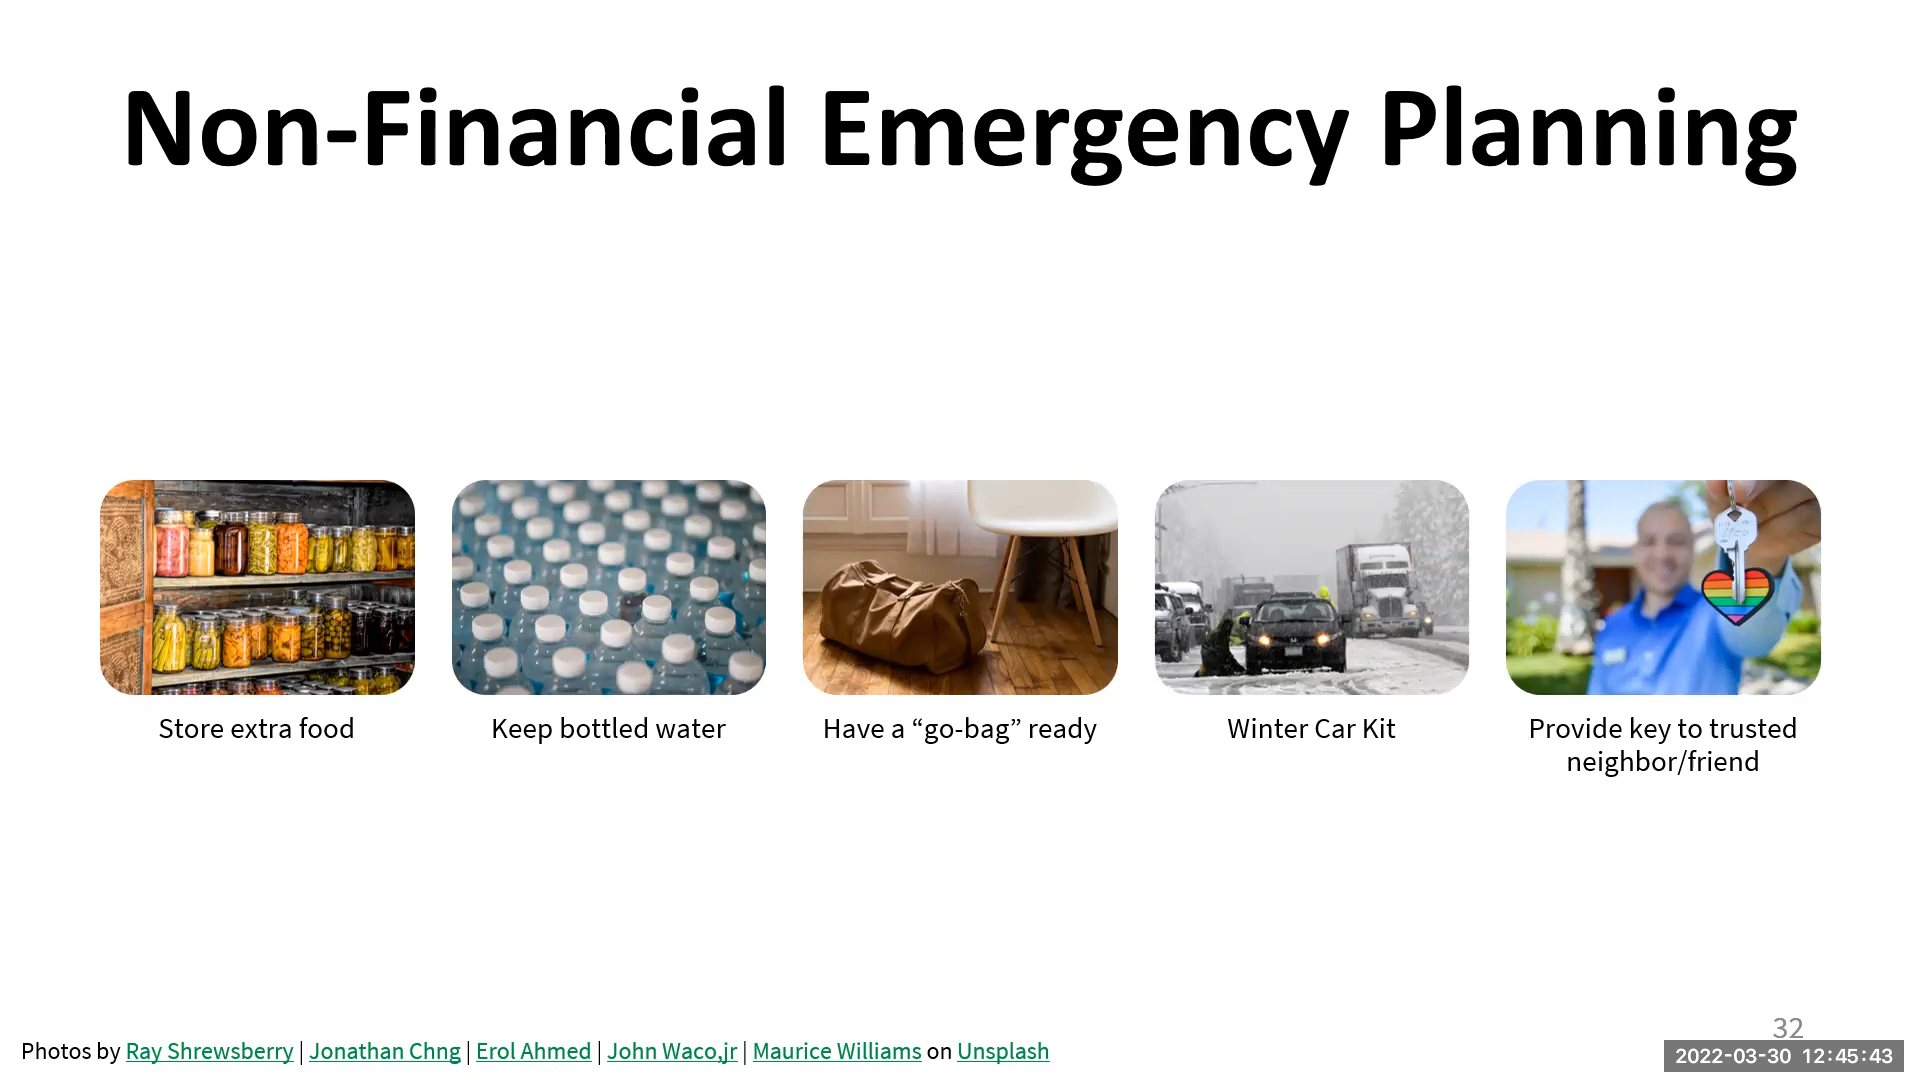 Non-Financial Emergency Planning
Store extra food
Keep bottled water
Have a “go-bag” ready
Winter Car Kit
Provide key to trusted
neighbor/friend
32
Photos by Ray Shrewsberry | Jonathan Chng | Erol Ahmed | John Waco,jr | Maurice Williams on Unsplash
2022-03-30 12:45:43